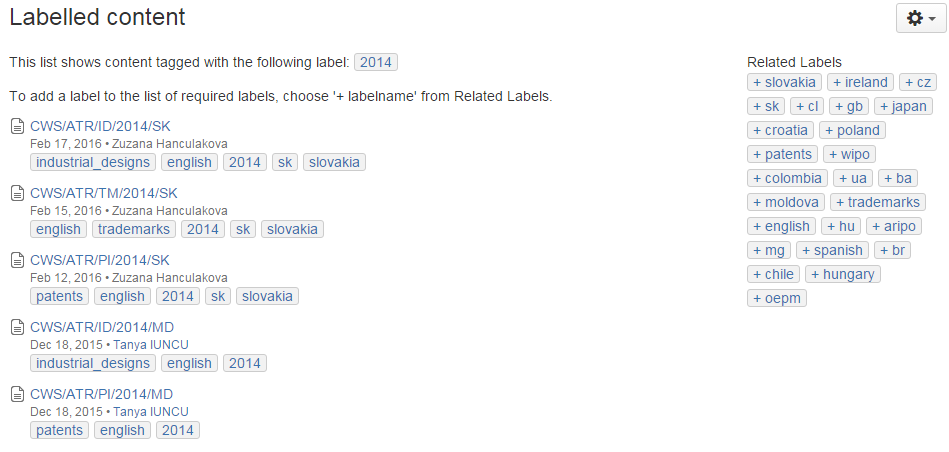 Labelled content
This list shows content tagged with the following label: 2014
To add a label to the list of required labels, choose '+ labelname' from Related Labels.
CWS/ATR/ID/2014/SK
Feb 17, 2016 • Zuzana Hanculakova
industrial_designs english 2014 sk slovakia
CWS/ATR/TM/2014/SK
Feb 15, 2016 • Zuzana Hanculakova
english trademarks 2014 sk slovakia
CWS/ATR/PI/2014/SK
Feb 12, 2016 • Zuzana Hanculakova
patents english 2014 sk slovakia
CWS/ATR/ID/2014/MD
Dec 18, 2015 • Tanya IUNCU
industrial_designs english 2014
CWS/ATR/PI/2014/MD
Dec 18, 2015 • Tanya IUNCU
patents english 2014
Related Labels
+ slovakia + ireland + cz
+ sk + cl + gb + japan
+ croatia + poland
+ patents + wipo
+ colombia + ua + ba
+ moldova + trademarks
+ english + hu + aripo
+ mg + spanish + br
+ chile + hungary
+ oepm